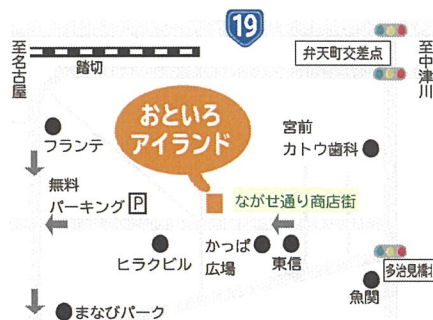 19
弁天町交差点
至名古屋
至中津川
踏切
おといろ
アイランド
フランテ
宮前
カトウ歯科
無料
パーキング P
ながせ通り商店街
ヒラクビル
かっぱ
広場
東信
多治見橋北
魚関
まなびパーク